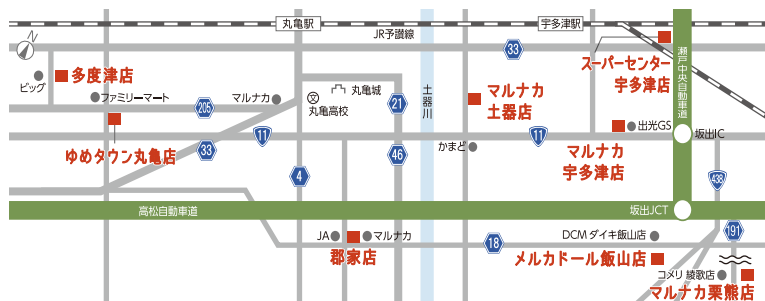 丸亀駅
宇多津駅
JR予讃線
N
33
スーパーセンター
宇多津店
瀬戸中央自動車道
多度津店
ビッグ
ファミリーマート
205
マルナカ
文
丸亀高校
丸亀城
21
土器川
マルナカ
土器店
出光GS
坂出IC
ゆめタウン丸亀店
33
11
46
かまど
11
マルナカ
宇多津店
4
438
高松自動車道
坂出JCT
191
JA
マルナカ
郡家店
18
DCM ダイキ飯山店
メルカドール飯山店
コメリ 綾歌店
マルナカ栗熊店